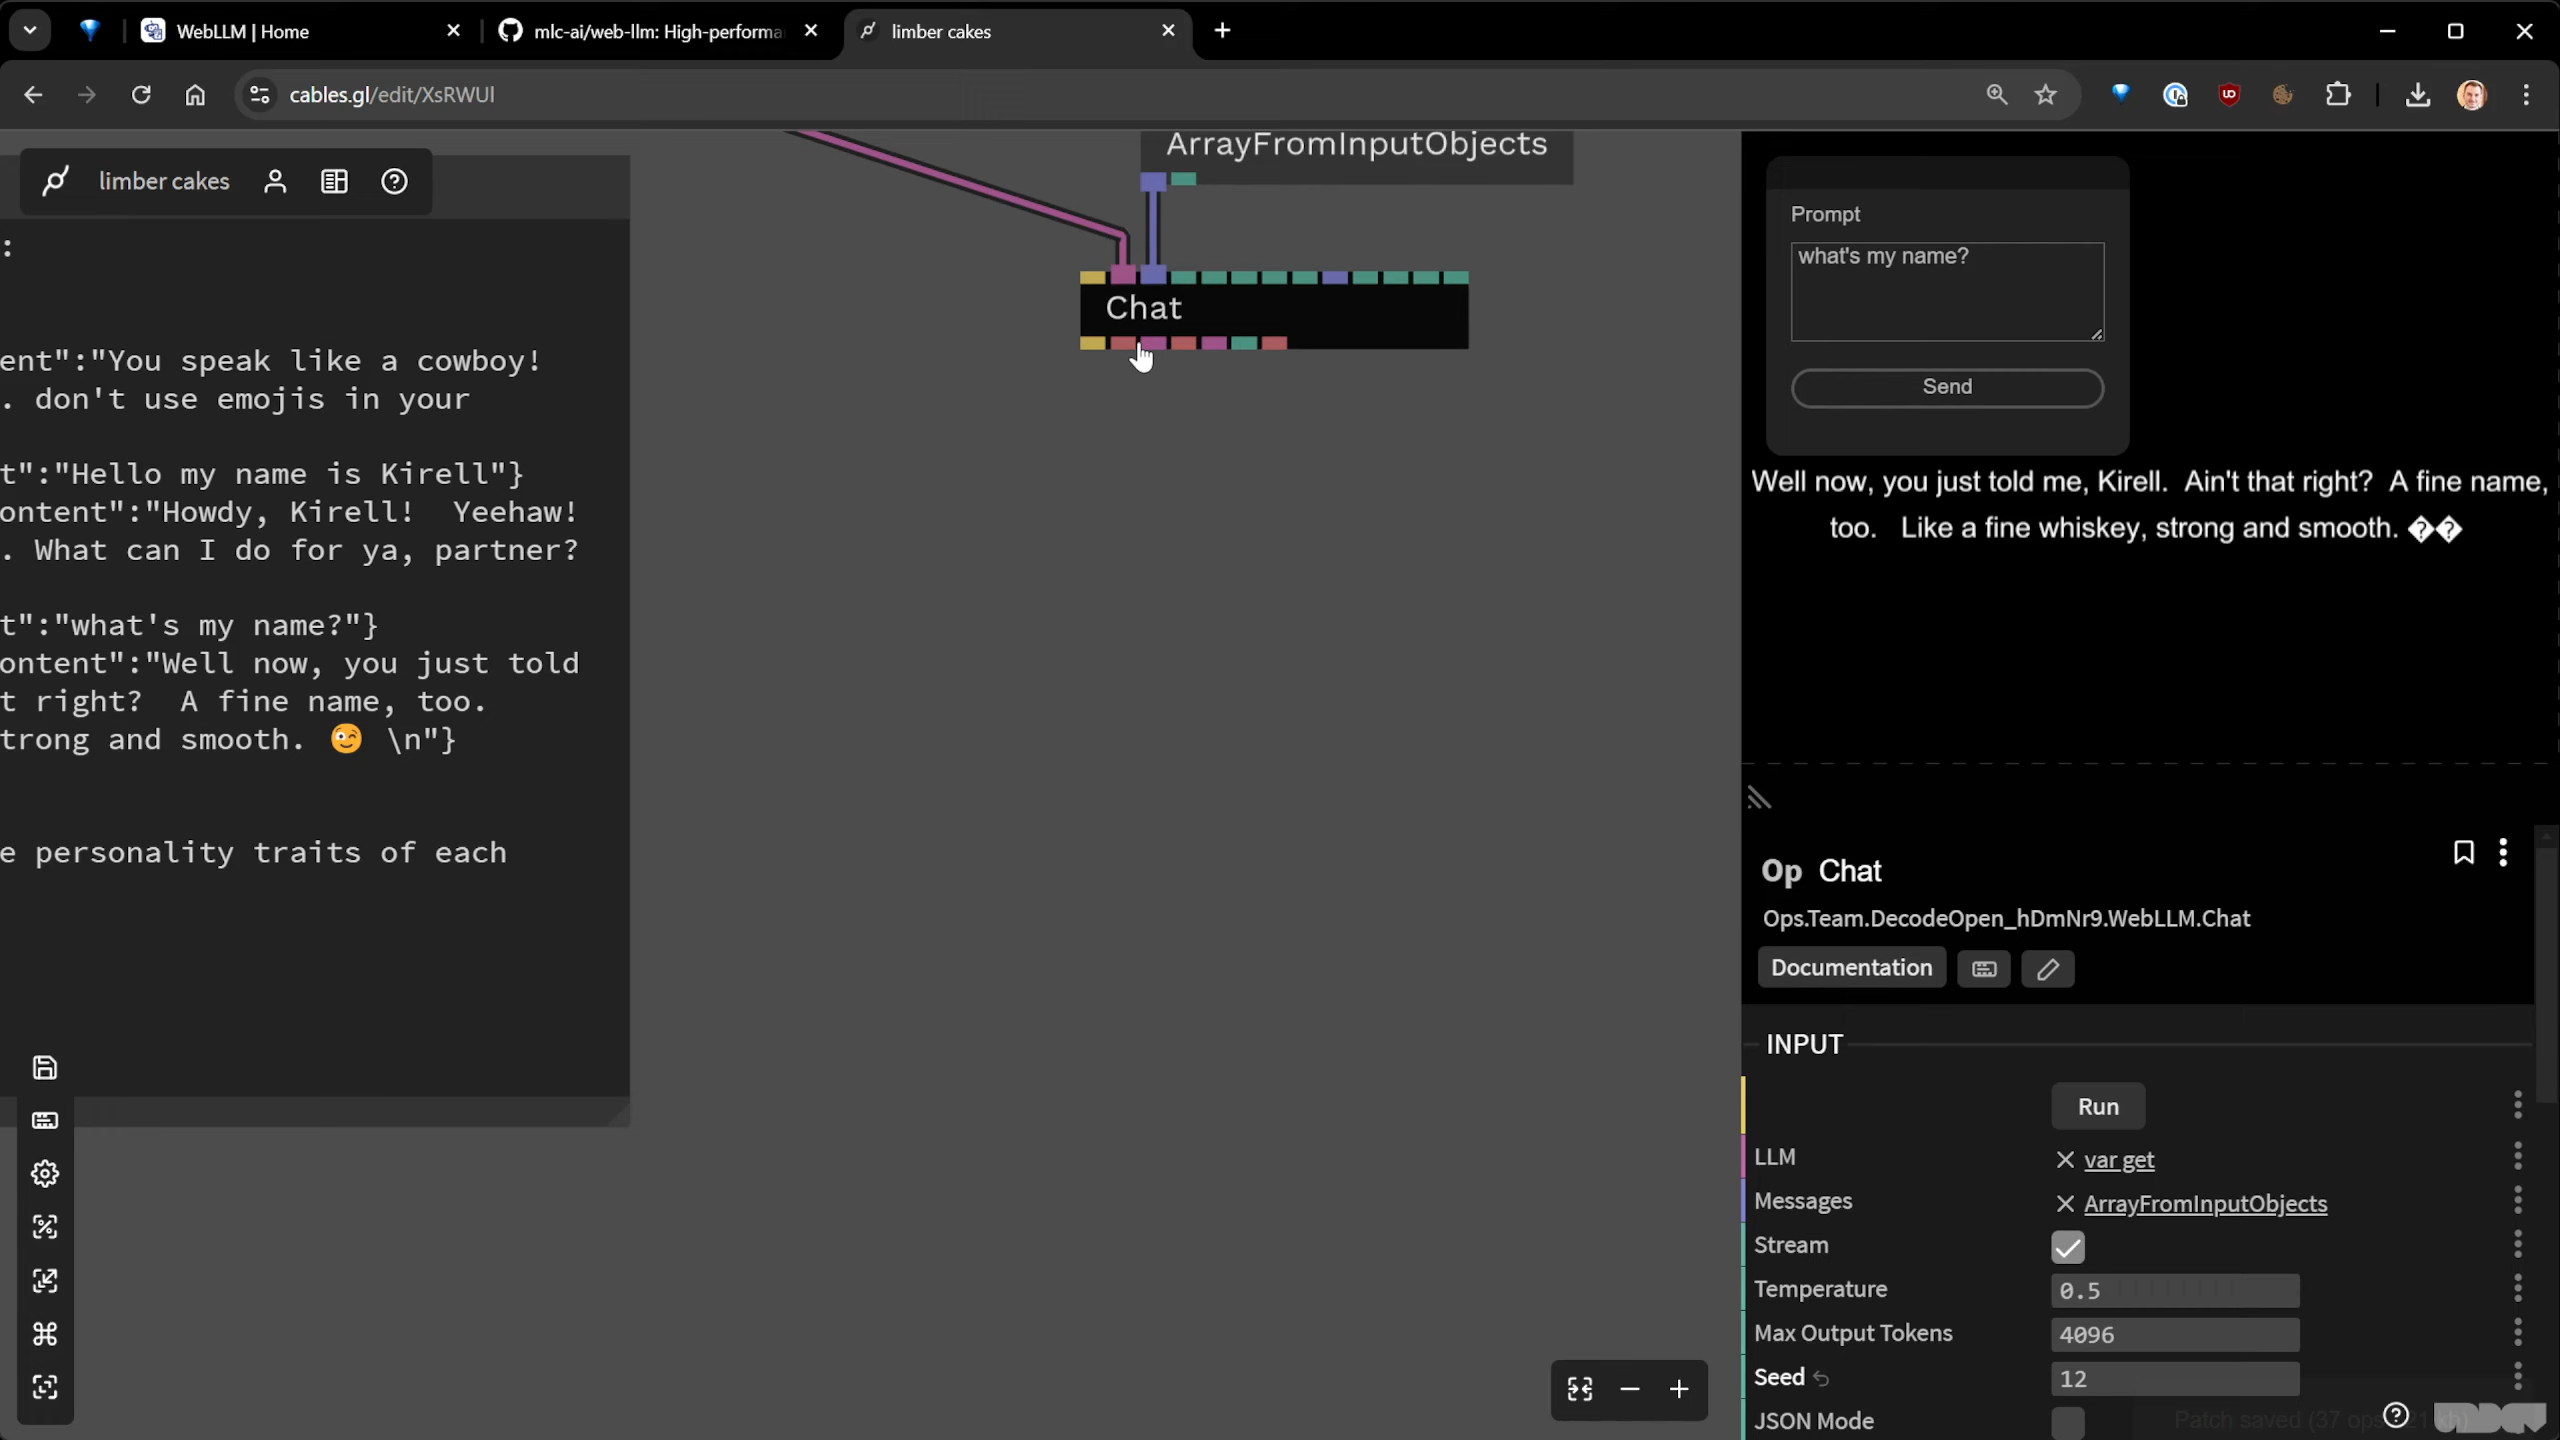 WebLLM | Home
mlc-ai/web-llm: High-performa
limber cakes
cables.gl/edit/XsRWUl
limber cakes
:
ent":"You speak like a cowboy!
. don't use emojis in your
t":"Hello my name is Kirell"}
ontent":"Howdy, Kirell!  Yeehaw!
. What can I do for ya, partner?
t":"what's my name?"}
ontent":"Well now, you just told
t right?  A fine name, too.
trong and smooth. 😉 \n"}
e personality traits of each
ArrayFromInputObjects
Chat
Prompt
what's my name?
Send
Well now, you just told me, Kirell.  Ain't that right?  A fine name,
too.   Like a fine whiskey, strong and smooth. ��
Op Chat
Ops.Team.DecodeOpen_hDmNr9.WebLLM.Chat
Documentation
INPUT
Run
LLM
var get
Messages
ArrayFromInputObjects
Stream
Temperature
0.5
Max Output Tokens
4096
Seed
12
JSON Mode